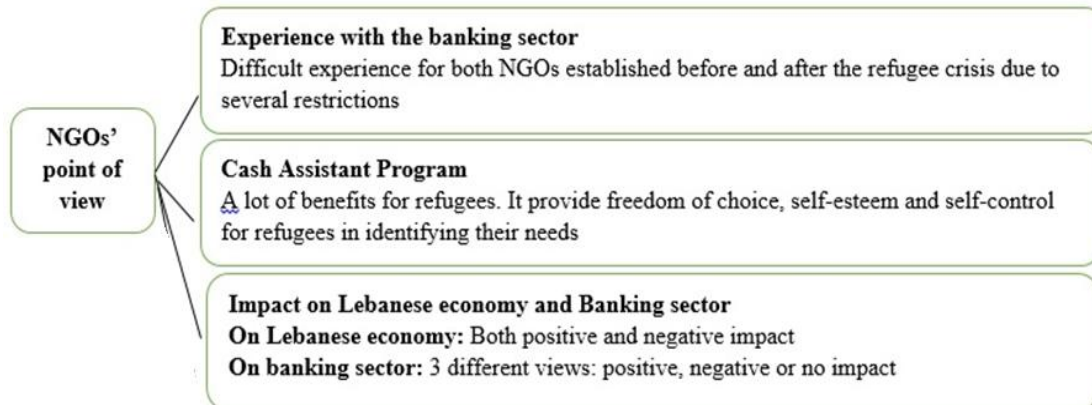 NGOs'
point of
view
Experience with the banking sector
Difficult experience for both NGOs established before and after the refugee crisis due to
several restrictions
Cash Assistant Program
A lot of benefits for refugees. It provide freedom of choice, self-esteem and self-control
for refugees in identifying their needs
Impact on Lebanese economy and Banking sector
On Lebanese economy: Both positive and negative impact
On banking sector: 3 different views: positive, negative or no impact